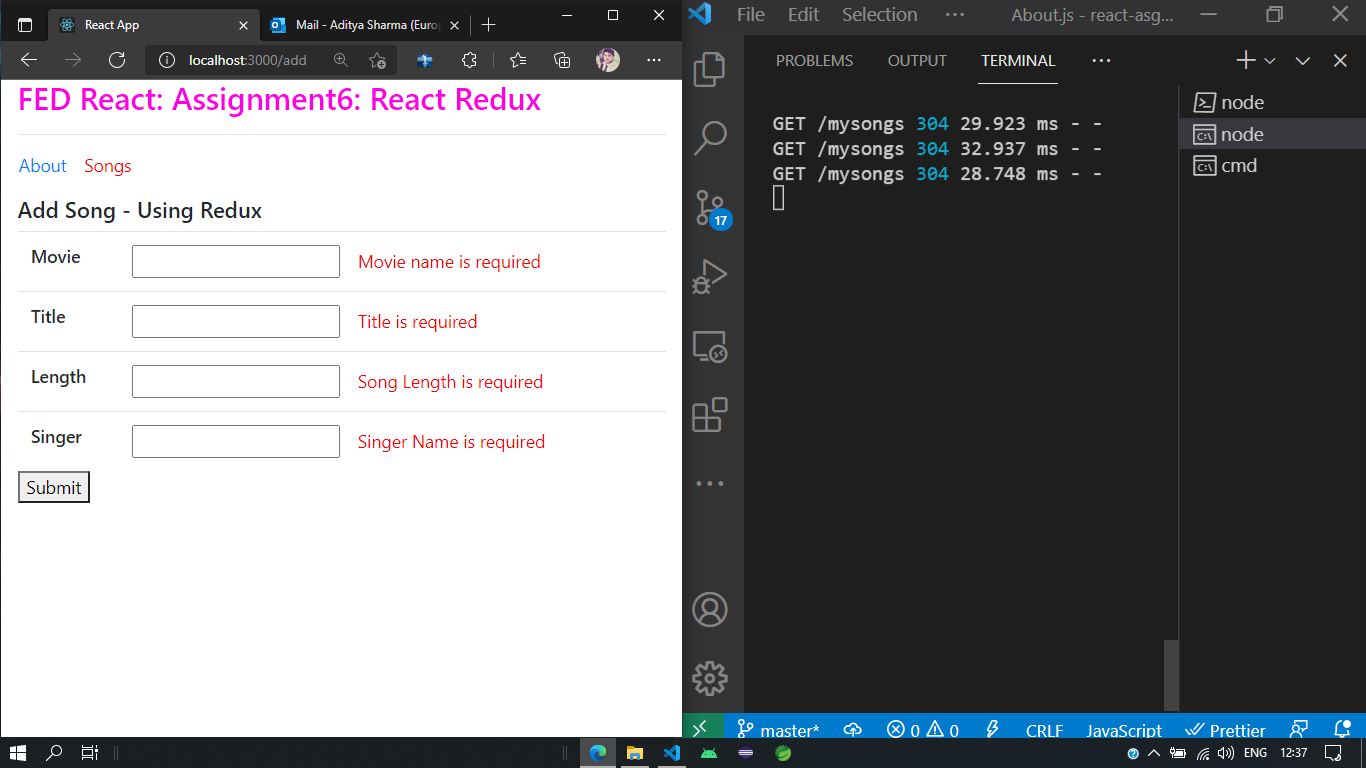 React App
Mail - Aditya Sharma (Euro
localhost:3000/add
FED React: Assignment6: React Redux
About Songs
Add Song - Using Redux
Movie
Movie name is required
Title
Title is required
Length
Song Length is required
Singer
Singer Name is required
Submit
File Edit Selection ··· About.js - react-asg...
PROBLEMS OUTPUT TERMINAL ···
GET /mysongs 304 29.923 ms - -
GET /mysongs 304 32.937 ms - -
GET /mysongs 304 28.748 ms - -
node
node
cmd
17
master* 0 0 CRLF JavaScript Prettier
ENG 12:37